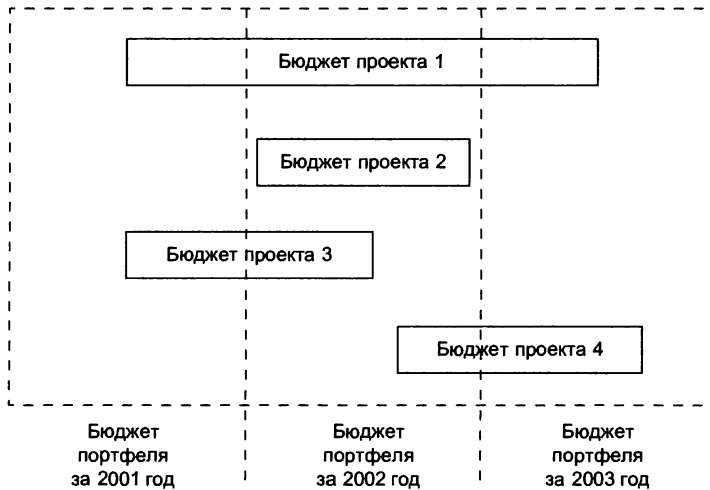 Бюджет проекта 1
Бюджет проекта 2
Бюджет проекта 3
Бюджет проекта 4
Бюджет
портфеля
за 2001 год
Бюджет
портфеля
за 2002 год
Бюджет
портфеля
за 2003 год